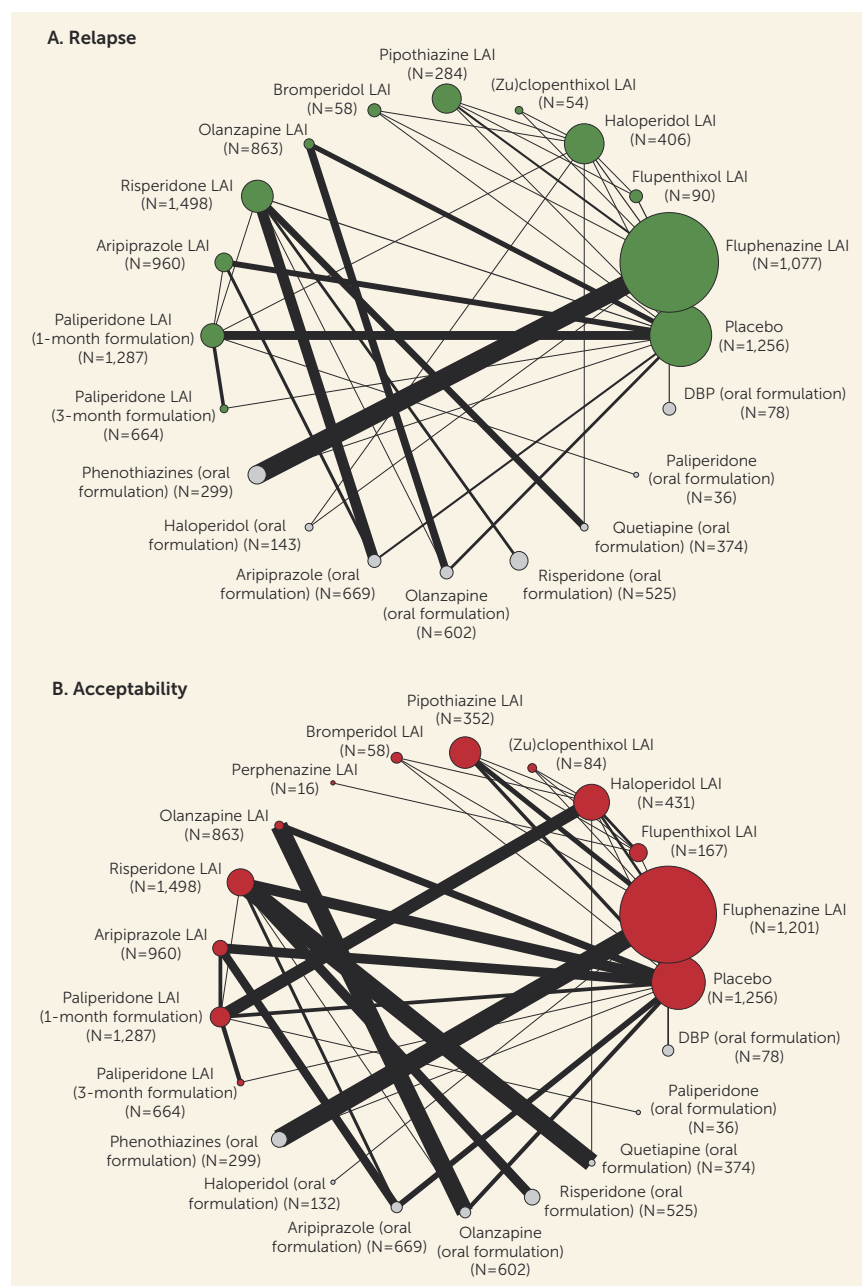 A. Relapse
Pipothiazine LAI
(N=284)
(Zu)clopenthixol LAI
(N=54)
Bromperidol LAI
(N=58)
Haloperidol LAI
(N=406)
Olanzapine LAI
(N=863)
Flupenthixol LAI
(N=90)
Risperidone LAI
(N=1,498)
Fluphenazine LAI
(N=1,077)
Aripiprazole LAI
(N=960)
Placebo
(N=1,256)
Paliperidone LAI
(1-month formulation)
(N=1,287)
DBP (oral formulation)
(N=78)
Paliperidone LAI
(3-month formulation)
(N=664)
Paliperidone
(oral formulation)
(N=36)
Phenothiazines (oral
formulation) (N=299)
Quetiapine (oral
formulation) (N=374)
Haloperidol (oral
formulation) (N=143)
Risperidone (oral
formulation) (N=525)
Aripiprazole (oral
formulation) (N=669)
Olanzapine
(oral formulation)
(N=602)
B. Acceptability
Pipothiazine LAI
(N=352)
Bromperidol LAI
(N=58)
(Zu)clopenthixol LAI
(N=84)
Perphenazine LAI
(N=16)
Haloperidol LAI
(N=431)
Olanzapine LAI
(N=863)
Flupenthixol LAI
(N=167)
Risperidone LAI
(N=1,498)
Fluphenazine LAI
(N=1,201)
Aripiprazole LAI
(N=960)
Placebo
(N=1,256)
Paliperidone LAI
(1-month formulation)
(N=1,287)
DBP (oral formulation)
(N=78)
Paliperidone LAI
(3-month formulation)
(N=664)
Paliperidone
(oral formulation)
(N=36)
Phenothiazines (oral
formulation) (N=299)
Quetiapine (oral
formulation) (N=374)
Haloperidol (oral
formulation) (N=132)
Risperidone (oral
formulation) (N=525)
Aripiprazole (oral
formulation) (N=669)
Olanzapine
(oral formulation)
(N=602)